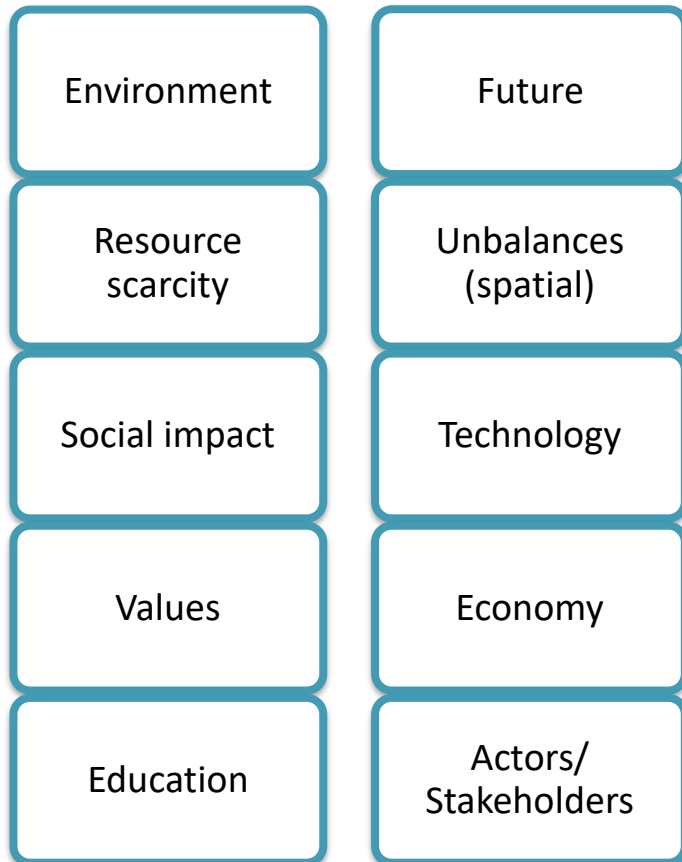 Environment
Future
Resource
scarcity
Unbalances
(spatial)
Social impact
Technology
Values
Economy
Education
Actors/
Stakeholders